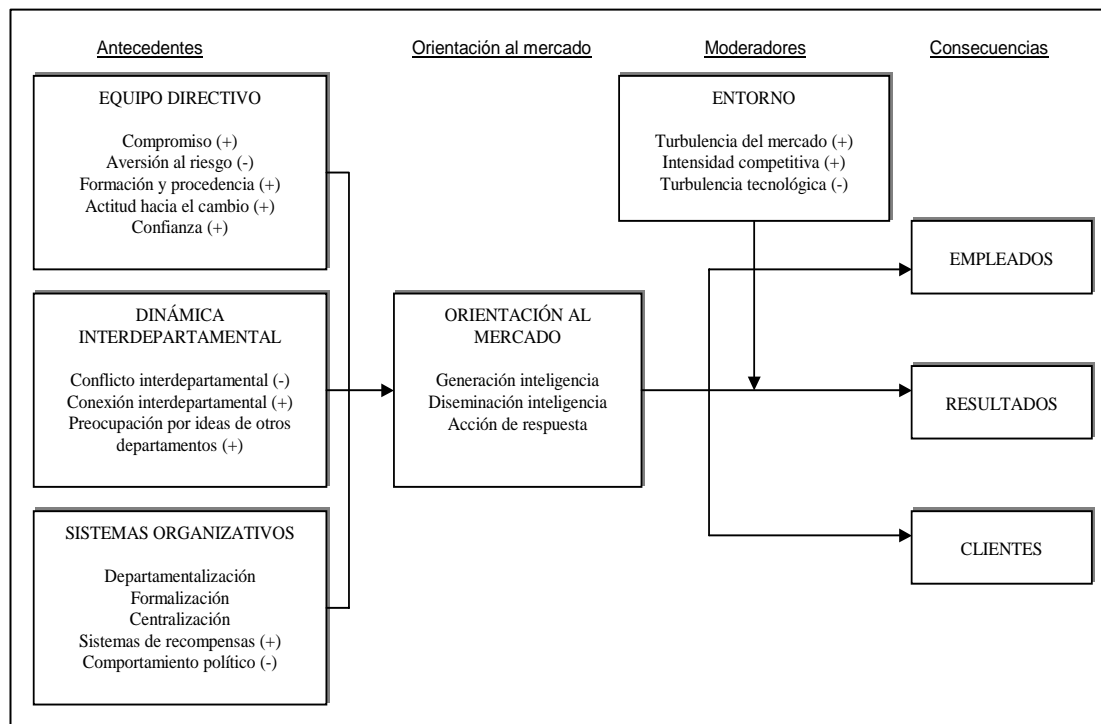 Antecedentes
Orientación al mercado
Moderadores
Consecuencias
EQUIPO DIRECTIVO
Compromiso (+)
Aversión al riesgo (-)
Formación y procedencia (+)
Actitud hacia el cambio (+)
Confianza (+)
DINÁMICA
INTERDEPARTAMENTAL
Conflicto interdepartamental (-)
Conexión interdepartamental (+)
Preocupación por ideas de otros
departamentos (+)
SISTEMAS ORGANIZATIVOS
Departamentalización
Formalización
Centralización
Sistemas de recompensas (+)
Comportamiento político (-)
ORIENTACIÓN AL
MERCADO
Generación inteligencia
Diseminación inteligencia
Acción de respuesta
ENTORNO
Turbulencia del mercado (+)
Intensidad competitiva (+)
Turbulencia tecnológica (-)
EMPLEADOS
RESULTADOS
CLIENTES